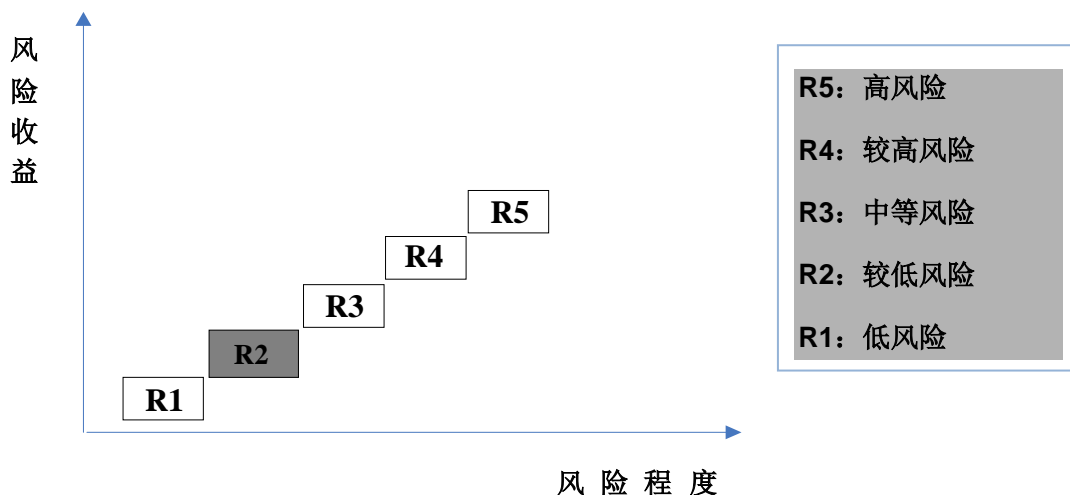 风
险
收
益
R5
R4
R3
R2
R1
风 险 程 度
R5：高风险
R4：较高风险
R3：中等风险
R2：较低风险
R1：低风险